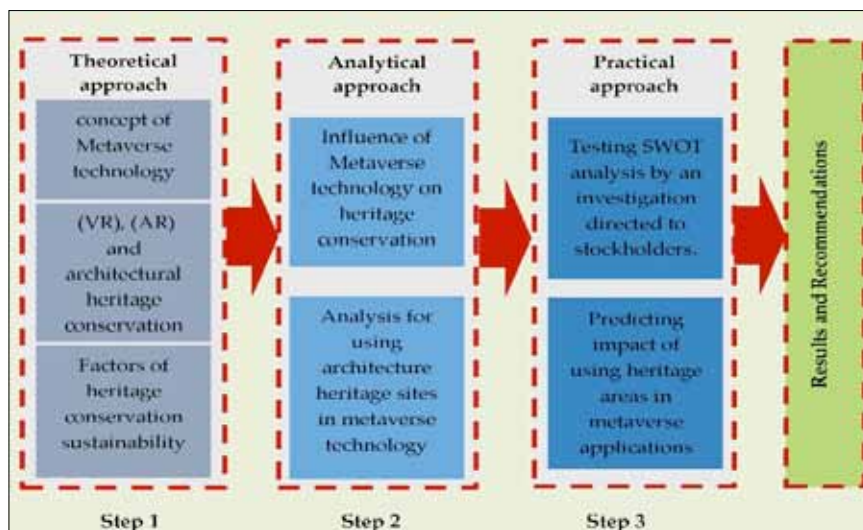 Theoretical
approach
concept of
Metaverse
technology
(VR), (AR)
and
architectural
heritage
conservation
Factors of
heritage
conservation
sustainability
Step 1
Analytical
approach
Influence of
Metaverse
technology on
heritage
conservation
Analysis for
using
architecture
heritage sites
in metaverse
technology
Step 2
Practical
approach
Testing SWOT
analysis by an
investigation
directed to
stockholders.
Predicting
impact of
using heritage
areas in
metaverse
applications
Step 3
Results and Recommendations